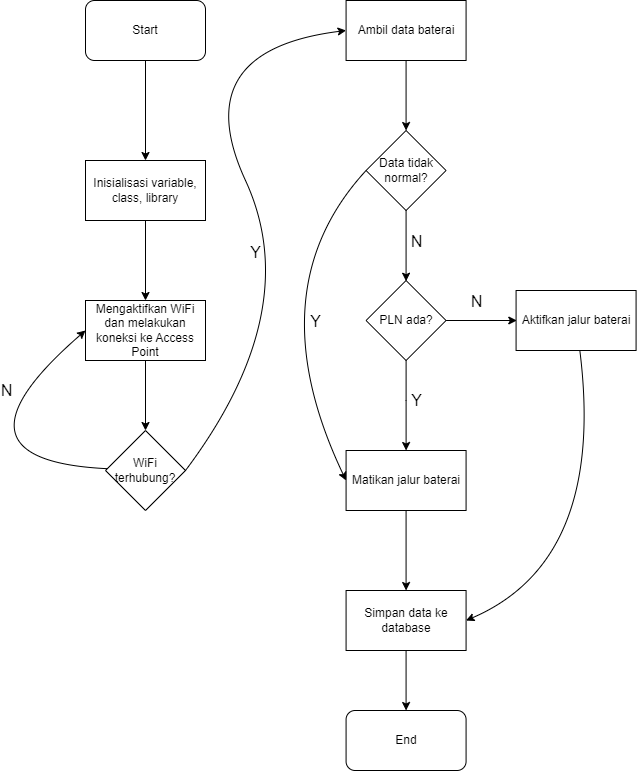 Start
Inisialisasi variable,
class, library
Mengaktifkan WiFi
dan melakukan
koneksi ke Access
Point
N
WiFi
terhubung?
Y
Ambil data baterai
Data tidak
normal?
N
Y
PLN ada?
N
Aktifkan jalur baterai
Y
Matikan jalur baterai
Simpan data ke
database
End